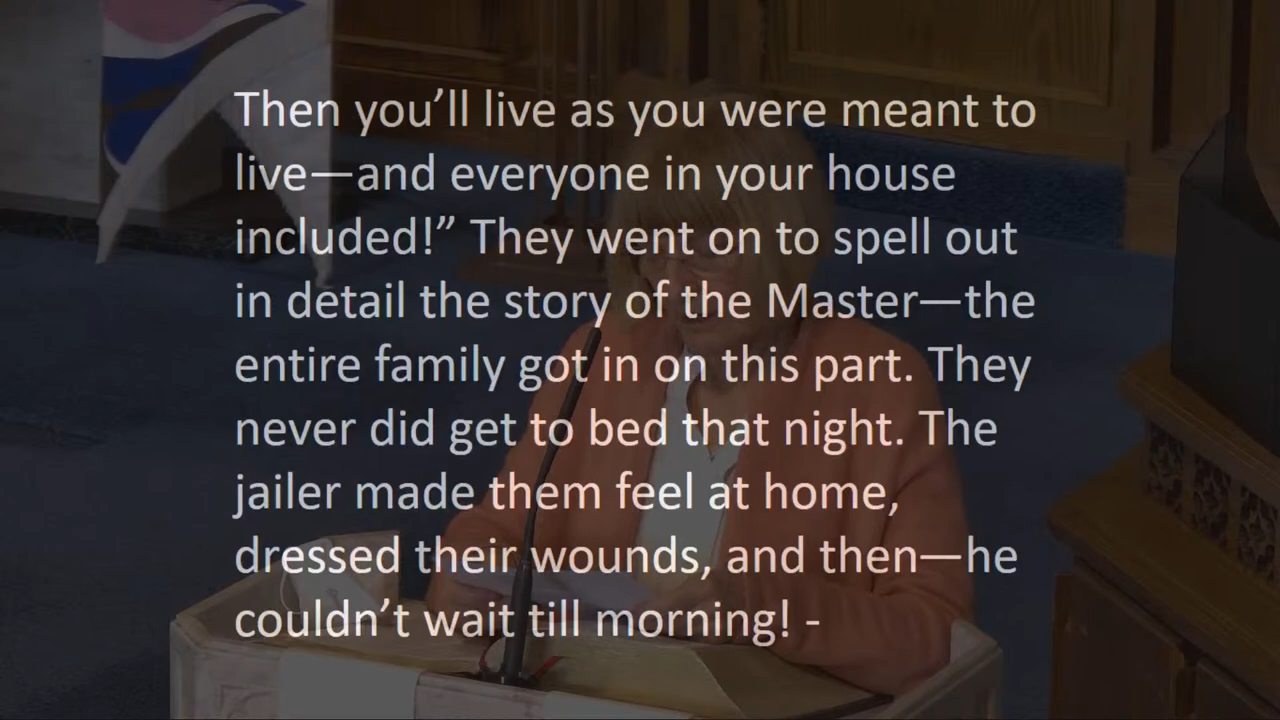 Then you’ll live as you were meant to
live—and everyone in your house
included!” They went on to spell out
in detail the story of the Master—the
entire family got in on this part. They
never did get to bed that night. The
jailer made them feel at home,
dressed their wounds, and then—he
couldn’t wait till morning! -